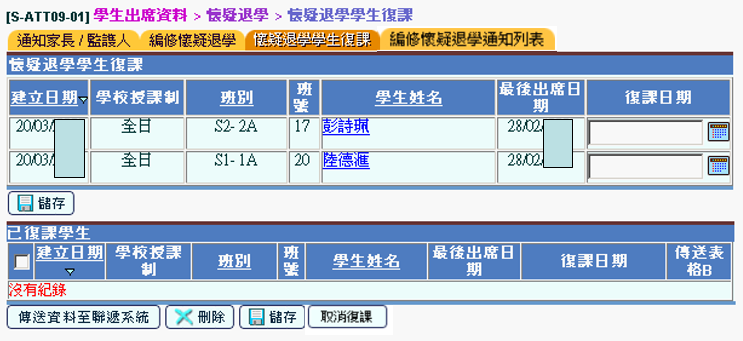 [S-ATT09-01] 學生出席資料 > 懷疑退學 > 懷疑退學學生復課
通知家長 / 監護人 編修懷疑退學 懷疑退學學生復課 編修懷疑退學通知列表
懷疑退學學生復課
建立日期 學校授課制 班別 班號 學生姓名 最後出席日期 復課日期
20/03/ 全日 S2- 2A 17 彭詩珮 28/02/
20/03/ 全日 S1- 1A 20 陸德滙 28/02/
儲存
已復課學生
建立日期 學校授課制 班別 班號 學生姓名 最後出席日期 復課日期 傳送表格B
沒有紀錄
傳送資料至聯遞系統 刪除 儲存 取消復課